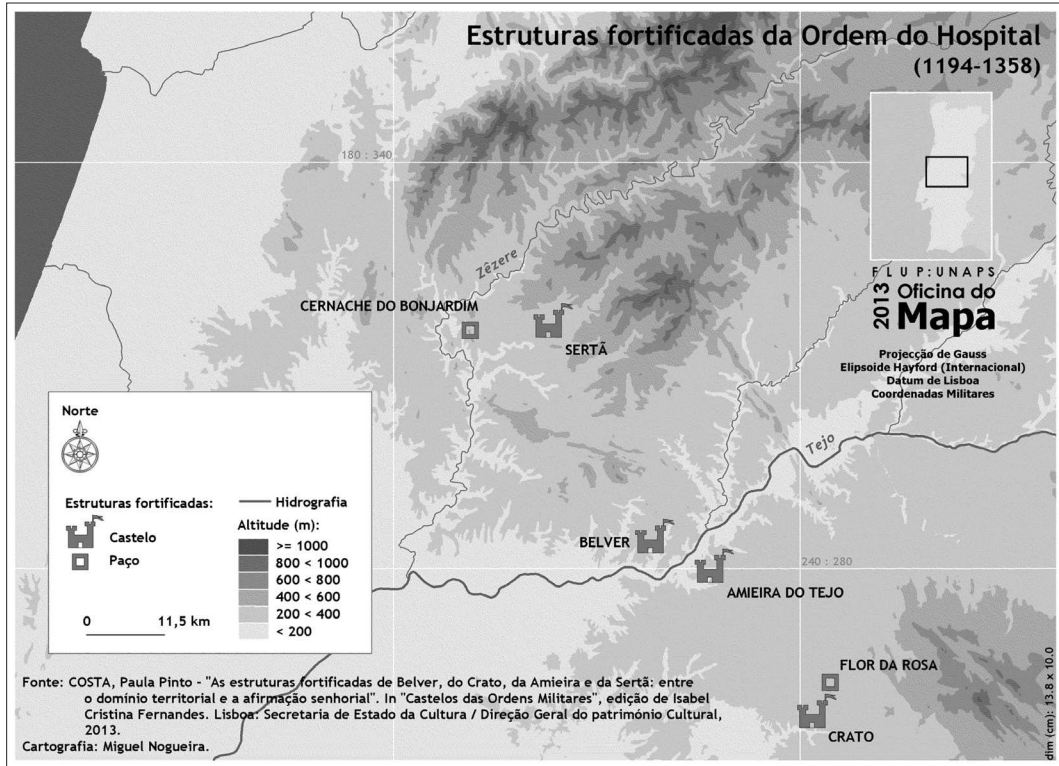 Estruturas fortificadas da Ordem do Hospital
(1194-1358)
180 : 340
Zêzere
CERNACHE DO BONJARDIM
SERTÃ
F L U P : U N A P S
2013 Oficina do
Mapa
Projecção de Gauss
Elipsoide Hayford (Internacional)
Datum de Lisboa
Coordenadas Militares
Tejo
Norte
Estruturas fortificadas:
Castelo
Paço
0 11,5 km
Hidrografia
Altitude (m):
>= 1000
800 < 1000
600 < 800
400 < 600
200 < 400
< 200
BELVER
240 : 280
AMIEIRA DO TEJO
FLOR DA ROSA
CRATO
Fonte: COSTA, Paula Pinto - "As estruturas fortificadas de Belver, do Crato, da Amieira e da Sertã: entre
o domínio territorial e a afirmação senhorial". In "Castelos das Ordens Militares", edição de Isabel
Cristina Fernandes. Lisboa: Secretaria de Estado da Cultura / Direção Geral do património Cultural,
2013.
Cartografia: Miguel Nogueira.
dim (cm): 13.8 x 10.0